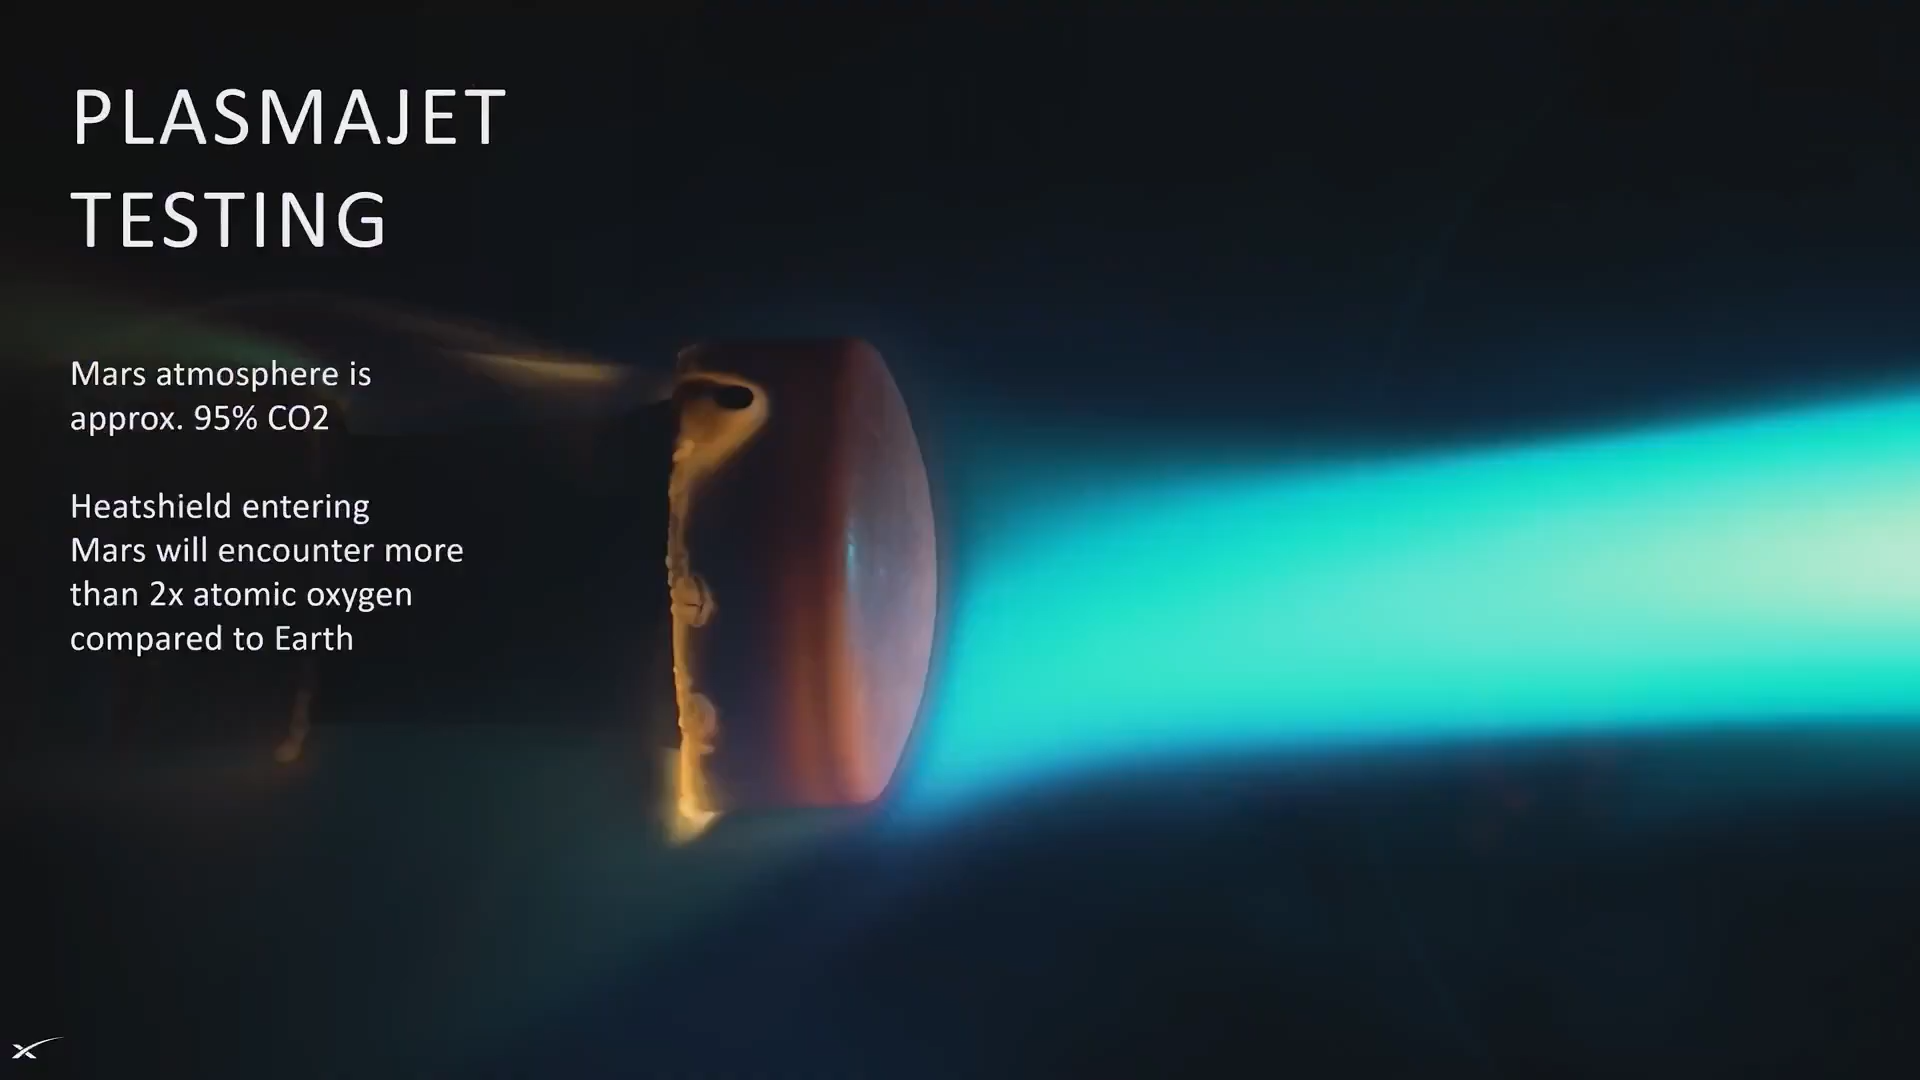 PLASMAJET
TESTING
Mars atmosphere is
approx. 95% CO2
Heatshield entering
Mars will encounter more
than 2x atomic oxygen
compared to Earth